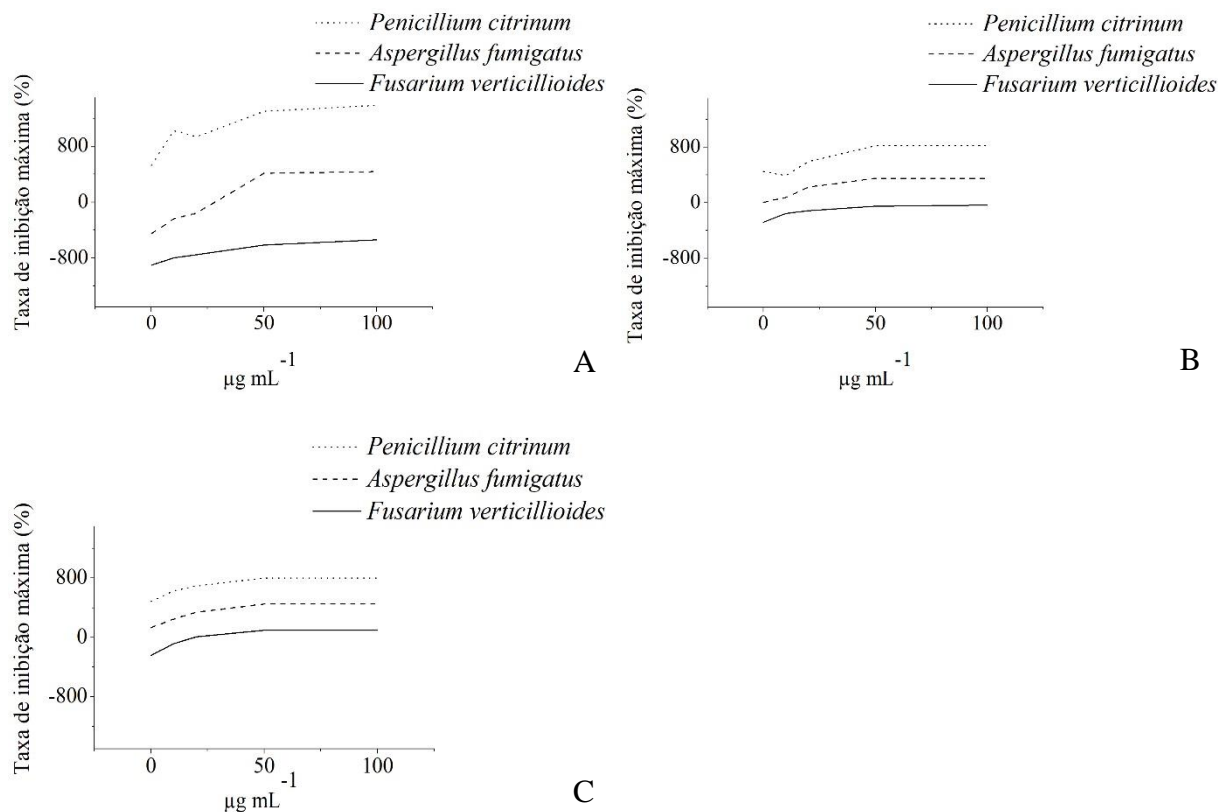 Penicillium citrinum
Aspergillus fumigatus
Fusarium verticillioides
Taxa de inibição máxima (%)
800
0
-800
0 50 100
µg mL-1
A
Penicillium citrinum
Aspergillus fumigatus
Fusarium verticillioides
Taxa de inibição máxima (%)
800
0
-800
0 50 100
µg mL-1
B
Penicillium citrinum
Aspergillus fumigatus
Fusarium verticillioides
Taxa de inibição máxima (%)
800
0
-800
0 50 100
µg mL-1
C